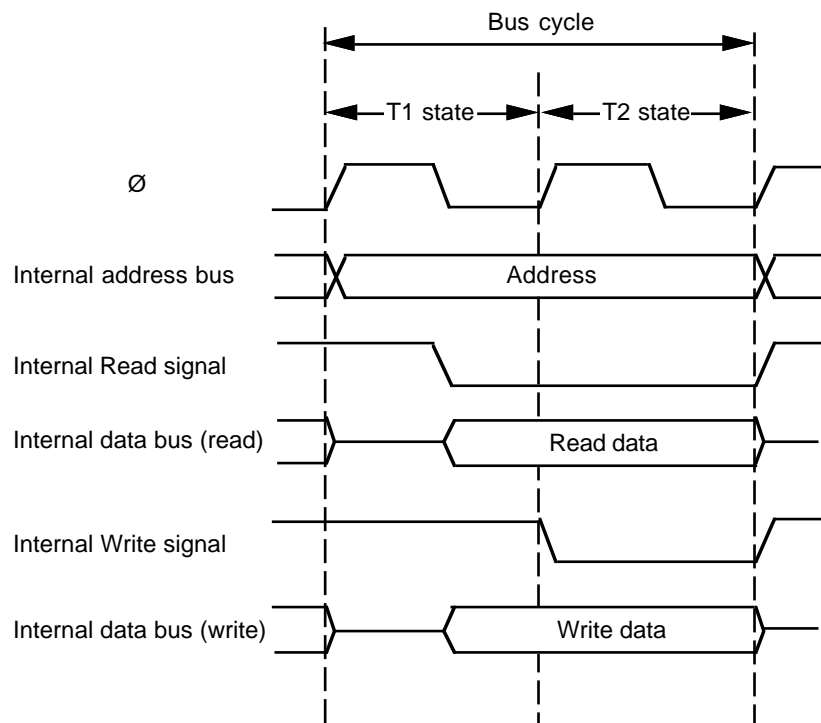 Bus cycle
T1 state
T2 state
Ø
Internal address bus
Address
Internal Read signal
Internal data bus (read)
Read data
Internal Write signal
Internal data bus (write)
Write data